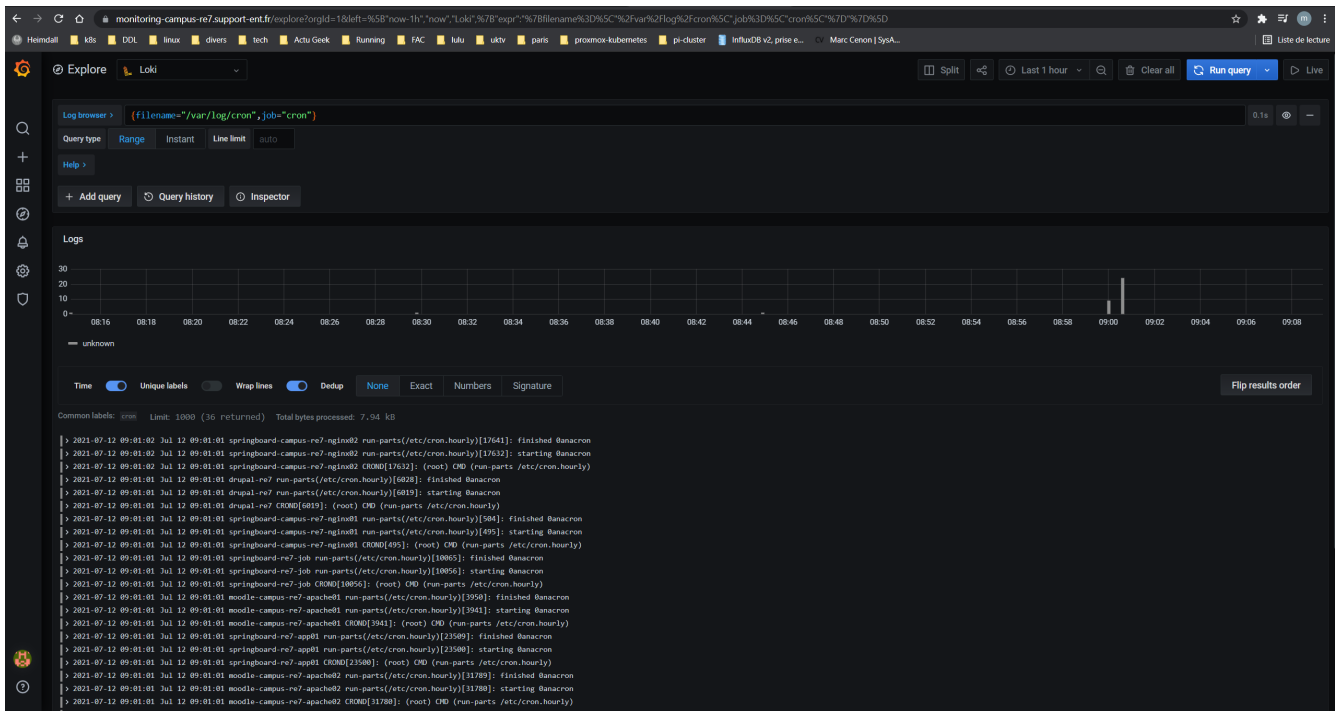 monitoring-campus-re7.support-ent.fr/explore?orgId=1&left=%5B"now-1h","now","Loki",%7B"expr":"%7Bfilename%3D%5C"%2Fvar%2Flog%2Fcron%5C",job%3D%5C"cron%5C"%7D"%7D%5D
m
Heimdall k8s DDL linux divers tech Actu Geek Running FAC lulu uktv paris proxmox-kubernetes pi-cluster InfluxDB v2, prise e... CV Marc Cenon | SysA... Liste de lecture
Explore Loki Split Last 1 hour Clear all Run query Live
Log browser > {filename="/var/log/cron",job="cron"} 0.1s
Query type Range Instant Line limit auto
Help >
+ Add query Query history Inspector
Logs
30
20
10
0
08:16 08:18 08:20 08:22 08:24 08:26 08:28 08:30 08:32 08:34 08:36 08:38 08:40 08:42 08:44 08:46 08:48 08:50 08:52 08:54 08:56 08:58 09:00 09:02 09:04 09:06 09:08
unknown
Time Unique labels Wrap lines Dedup None Exact Numbers Signature Flip results order
Common labels: cron Limit: 1000 (36 returned) Total bytes processed: 7.94 kB
> 2021-07-12 09:01:02 Jul 12 09:01:01 springboard-campus-re7-nginx02 run-parts(/etc/cron.hourly)[17641]: finished 0anacron
> 2021-07-12 09:01:02 Jul 12 09:01:01 springboard-campus-re7-nginx02 run-parts(/etc/cron.hourly)[17632]: starting 0anacron
> 2021-07-12 09:01:02 Jul 12 09:01:01 springboard-campus-re7-nginx02 CROND[17632]: (root) CMD (run-parts /etc/cron.hourly)
> 2021-07-12 09:01:01 Jul 12 09:01:01 drupal-re7 run-parts(/etc/cron.hourly)[6028]: finished 0anacron
> 2021-07-12 09:01:01 Jul 12 09:01:01 drupal-re7 run-parts(/etc/cron.hourly)[6019]: starting 0anacron
> 2021-07-12 09:01:01 Jul 12 09:01:01 drupal-re7 CROND[6019]: (root) CMD (run-parts /etc/cron.hourly)
> 2021-07-12 09:01:01 Jul 12 09:01:01 springboard-campus-re7-nginx01 run-parts(/etc/cron.hourly)[504]: finished 0anacron
> 2021-07-12 09:01:01 Jul 12 09:01:01 springboard-campus-re7-nginx01 run-parts(/etc/cron.hourly)[495]: starting 0anacron
> 2021-07-12 09:01:01 Jul 12 09:01:01 springboard-campus-re7-nginx01 CROND[495]: (root) CMD (run-parts /etc/cron.hourly)
> 2021-07-12 09:01:01 Jul 12 09:01:01 springboard-re7-job run-parts(/etc/cron.hourly)[10065]: finished 0anacron
> 2021-07-12 09:01:01 Jul 12 09:01:01 springboard-re7-job run-parts(/etc/cron.hourly)[10056]: starting 0anacron
> 2021-07-12 09:01:01 Jul 12 09:01:01 springboard-re7-job CROND[10056]: (root) CMD (run-parts /etc/cron.hourly)
> 2021-07-12 09:01:01 Jul 12 09:01:01 moodle-campus-re7-apache01 run-parts(/etc/cron.hourly)[3950]: finished 0anacron
> 2021-07-12 09:01:01 Jul 12 09:01:01 moodle-campus-re7-apache01 run-parts(/etc/cron.hourly)[3941]: starting 0anacron
> 2021-07-12 09:01:01 Jul 12 09:01:01 moodle-campus-re7-apache01 CROND[3941]: (root) CMD (run-parts /etc/cron.hourly)
> 2021-07-12 09:01:01 Jul 12 09:01:01 springboard-re7-app01 run-parts(/etc/cron.hourly)[23509]: finished 0anacron
> 2021-07-12 09:01:01 Jul 12 09:01:01 springboard-re7-app01 run-parts(/etc/cron.hourly)[23500]: starting 0anacron
> 2021-07-12 09:01:01 Jul 12 09:01:01 springboard-re7-app01 CROND[23500]: (root) CMD (run-parts /etc/cron.hourly)
> 2021-07-12 09:01:01 Jul 12 09:01:01 moodle-campus-re7-apache02 run-parts(/etc/cron.hourly)[31789]: finished 0anacron
> 2021-07-12 09:01:01 Jul 12 09:01:01 moodle-campus-re7-apache02 run-parts(/etc/cron.hourly)[31780]: starting 0anacron
> 2021-07-12 09:01:01 Jul 12 09:01:01 moodle-campus-re7-apache02 CROND[31780]: (root) CMD (run-parts /etc/cron.hourly)